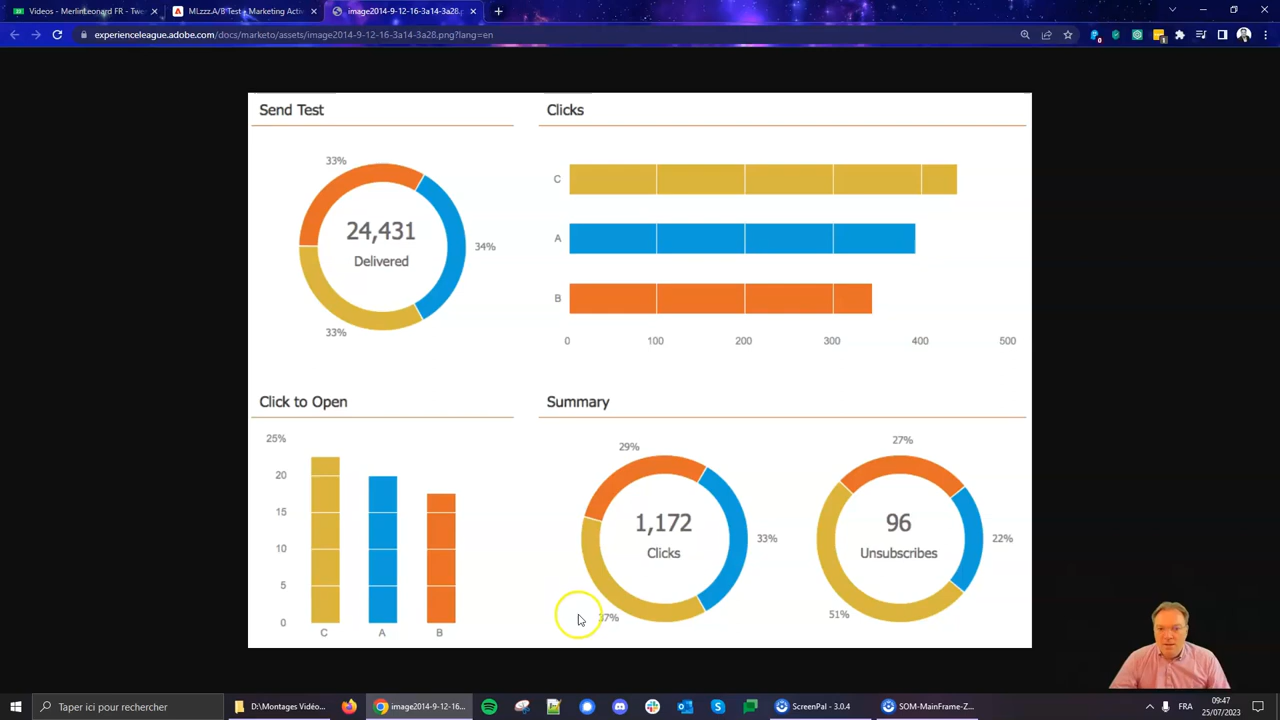 Videos - MerlinLeonard FR - Twe
MLzzz.A/B Test • Marketing Activ
image2014-9-12-16-3a14-3a28.
experienceleague.adobe.com/docs/marketo/assets/image2014-9-12-16-3a14-3a28.png?lang=en
Send Test
33%
24,431
Delivered
34%
33%
Clicks
C
A
B
0 100 200 300 400 500
Click to Open
25%
20
15
10
5
0
C A B
Summary
29%
1,172
Clicks
33%
37%
27%
96
Unsubscribes
22%
51%
Taper ici pour rechercher
D:\Montages Vidéo...
image2014-9-12-16...
ScreenPal - 3.0.4
SOM-MainFrame-Z...
FRA
09:47
25/07/2023